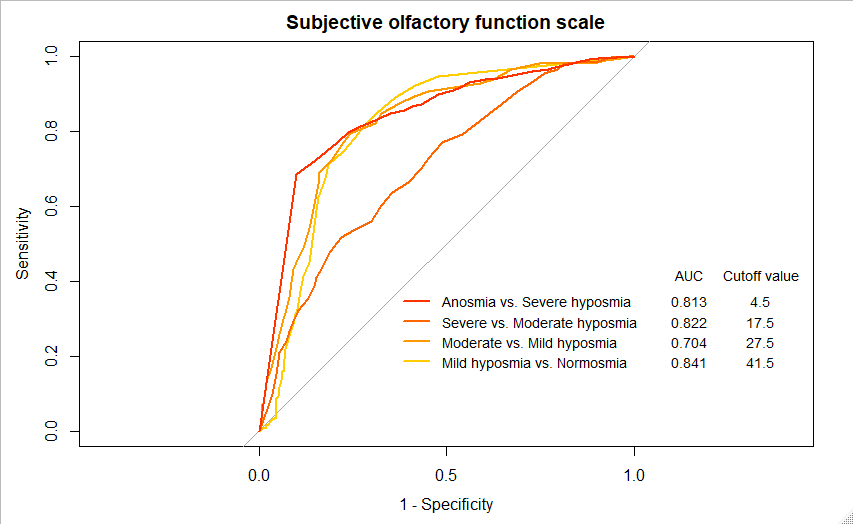 Subjective olfactory function scale
1.0
0.8
0.6
0.4
0.2
0.0
Sensitivity
AUC Cutoff value
Anosmia vs. Severe hyposmia 0.813 4.5
Severe vs. Moderate hyposmia 0.822 17.5
Moderate vs. Mild hyposmia 0.704 27.5
Mild hyposmia vs. Normosmia 0.841 41.5
0.0 0.5 1.0
1 - Specificity